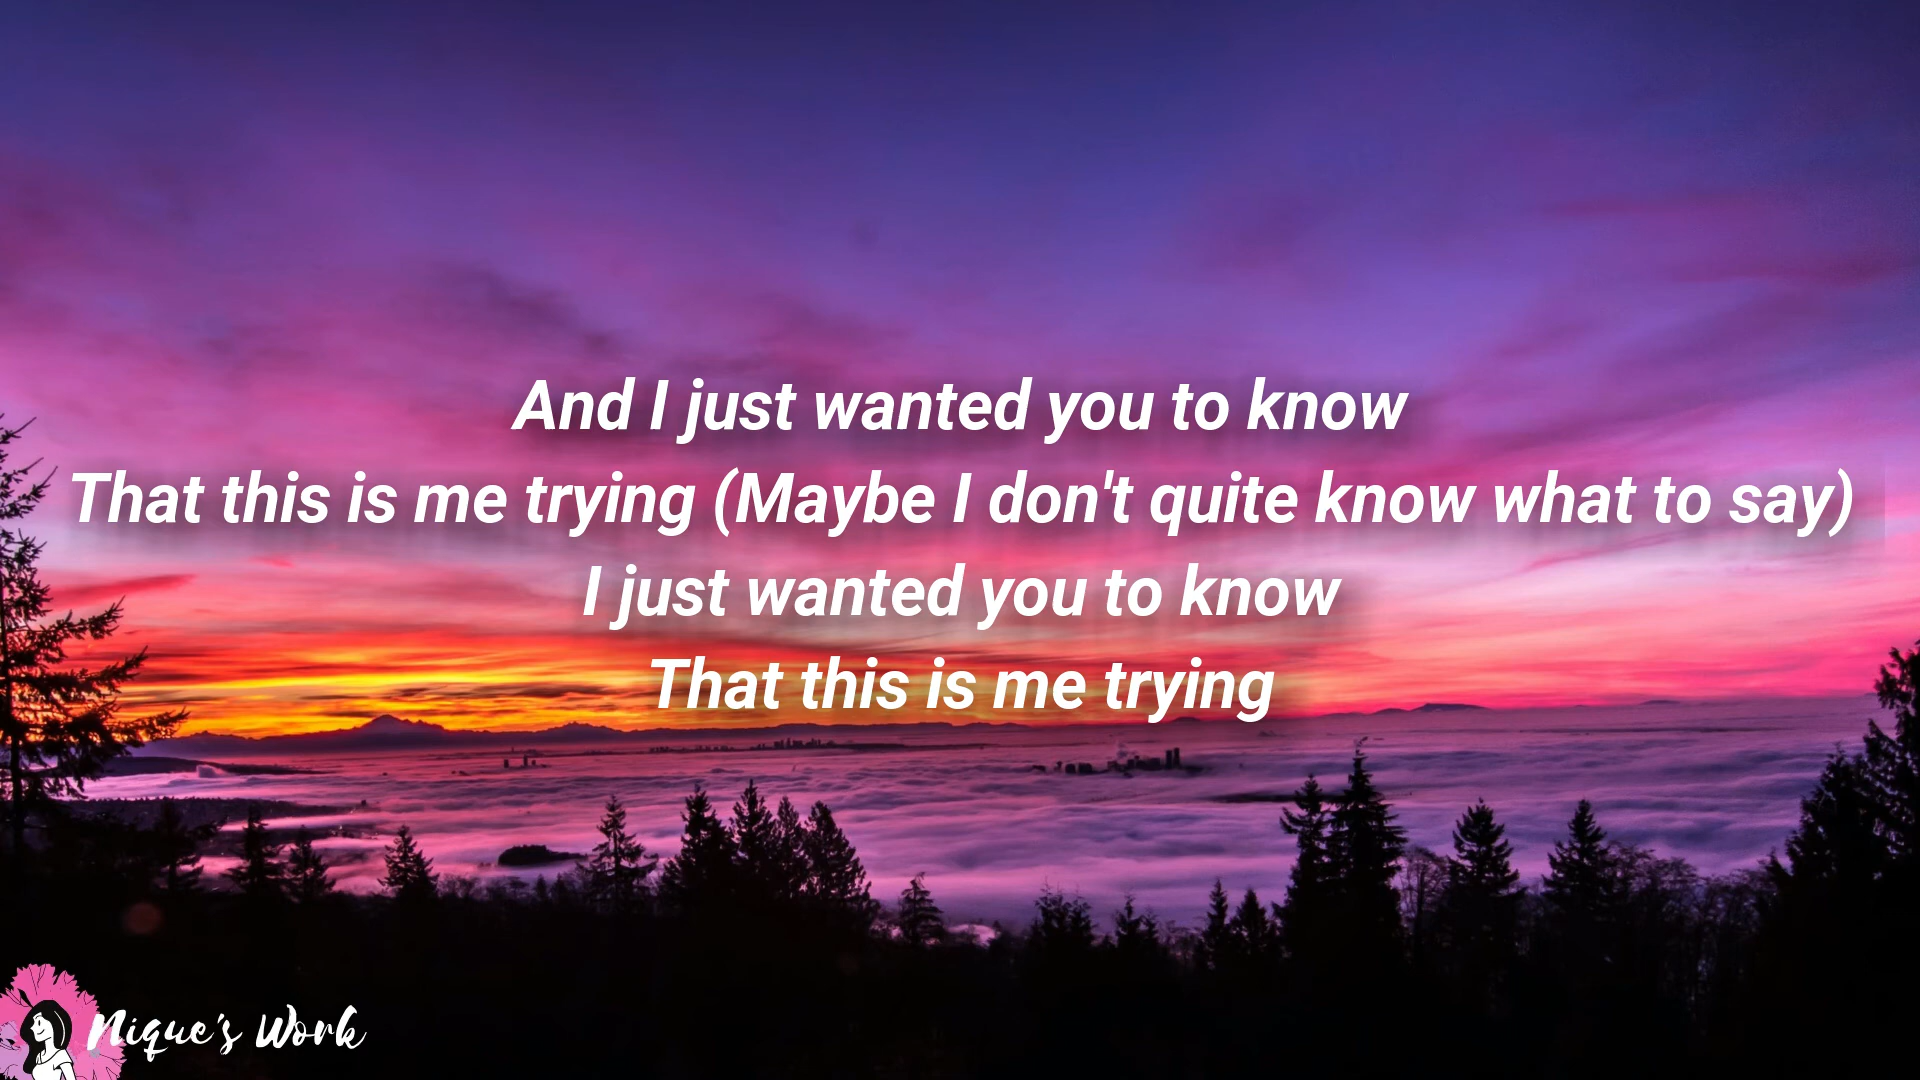 And I just wanted you to know
That this is me trying (Maybe I don't quite know what to say)
I just wanted you to know
That this is me trying
Nique's Work